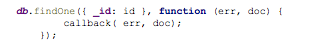 db.findOne({ _id: id }, function (err, doc) {
callback( err, doc);
});